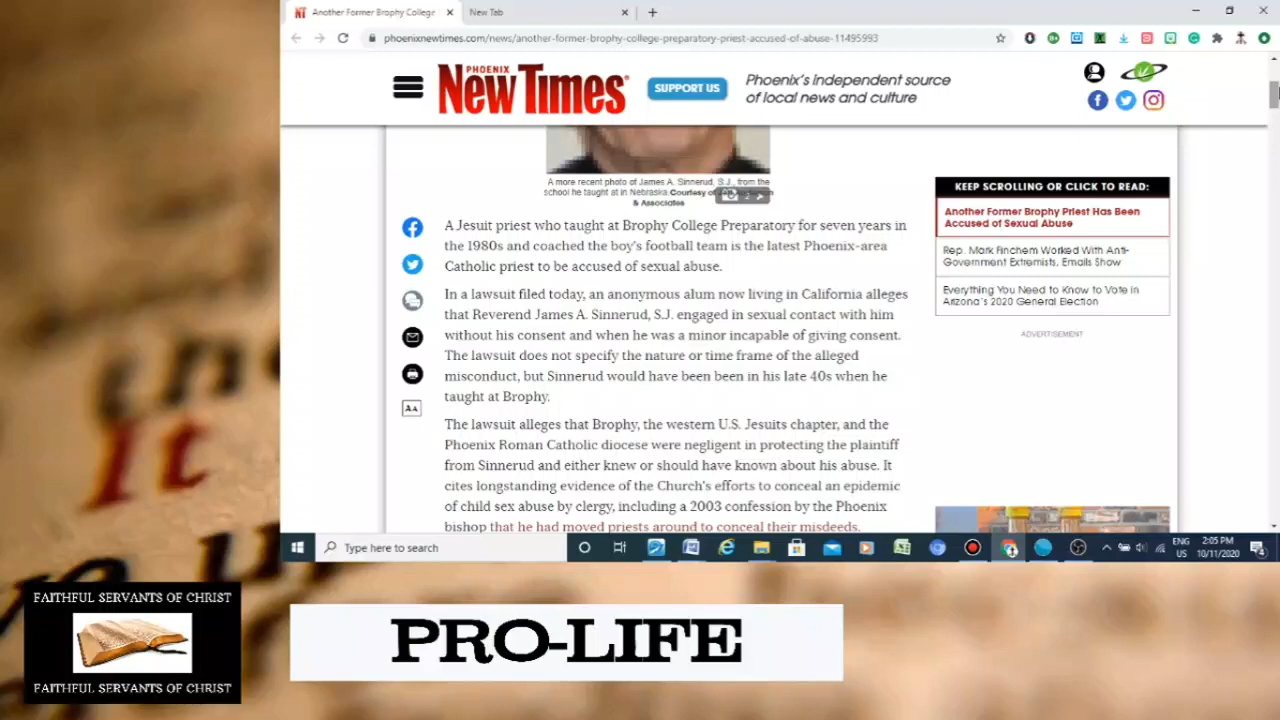 Another Former Brophy College
New Tab
phoenixnewtimes.com/news/another-former-brophy-college-preparatory-priest-accused-of-abuse-11495993
PHOENIX
New Times
SUPPORT US
Phoenix's independent source
of local news and culture
A more recent photo of James A. Sinnerud, S.J., from the
school he taught at in Nebraska. Courtesy of
& Associates
A Jesuit priest who taught at Brophy College Preparatory for seven years in
the 1980s and coached the boy's football team is the latest Phoenix-area
Catholic priest to be accused of sexual abuse.
In a lawsuit filed today, an anonymous alum now living in California alleges
that Reverend James A. Sinnerud, S.J. engaged in sexual contact with him
without his consent and when he was a minor incapable of giving consent.
The lawsuit does not specify the nature or time frame of the alleged
misconduct, but Sinnerud would have been been in his late 40s when he
taught at Brophy.
The lawsuit alleges that Brophy, the western U.S. Jesuits chapter, and the
Phoenix Roman Catholic diocese were negligent in protecting the plaintiff
from Sinnerud and either knew or should have known about his abuse. It
cites longstanding evidence of the Church's efforts to conceal an epidemic
of child sex abuse by clergy, including a 2003 confession by the Phoenix
bishop that he had moved priests around to conceal their misdeeds.
AA
KEEP SCROLLING OR CLICK TO READ:
Another Former Brophy Priest Has Been
Accused of Sexual Abuse
Rep. Mark Finchem Worked With Anti-
Government Extremists, Emails Show
Everything You Need to Know to Vote in
Arizona's 2020 General Election
ADVERTISEMENT
Type here to search
ENG
US
2:05 PM
10/11/2020
It
FAITHFUL SERVANTS OF CHRIST
FAITHFUL SERVANTS OF CHRIST
PRO-LIFE